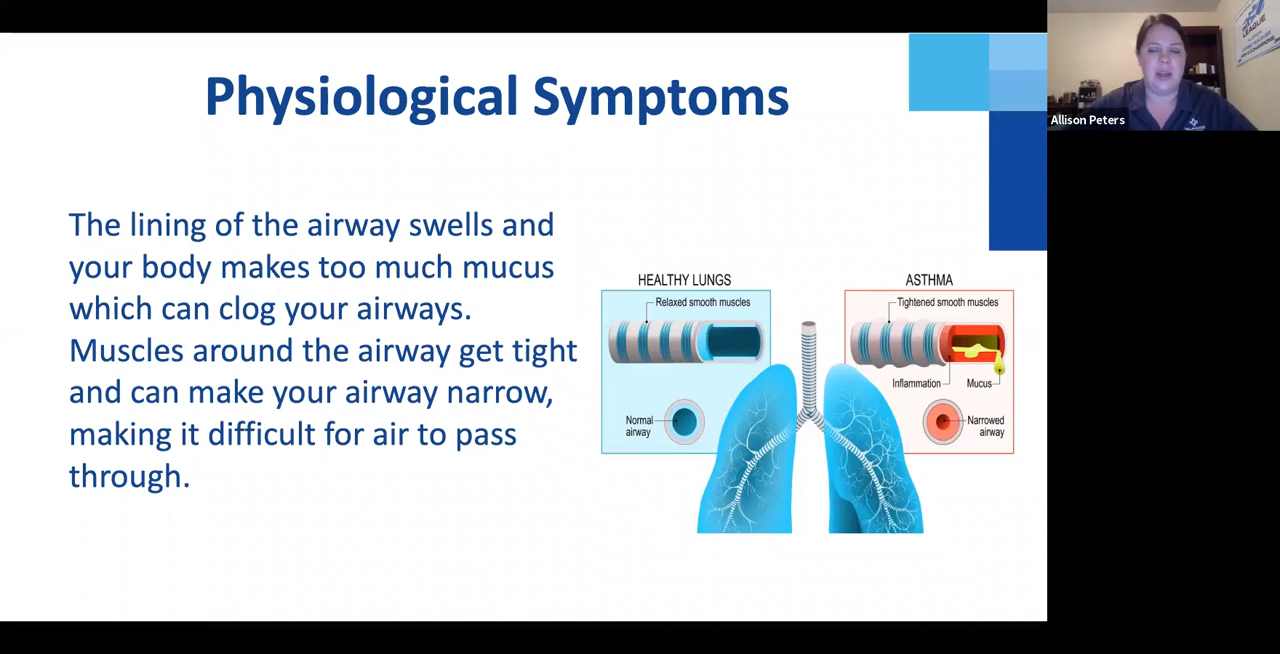 Physiological Symptoms
The lining of the airway swells and
your body makes too much mucus
which can clog your airways.
Muscles around the airway get tight
and can make your airway narrow,
making it difficult for air to pass
through.
HEALTHY LUNGS
Relaxed smooth muscles
Normal
airway
ASTHMA
Tightened smooth muscles
Inflammation
Mucus
Narrowed
airway
LEAGUE
Allison Peters